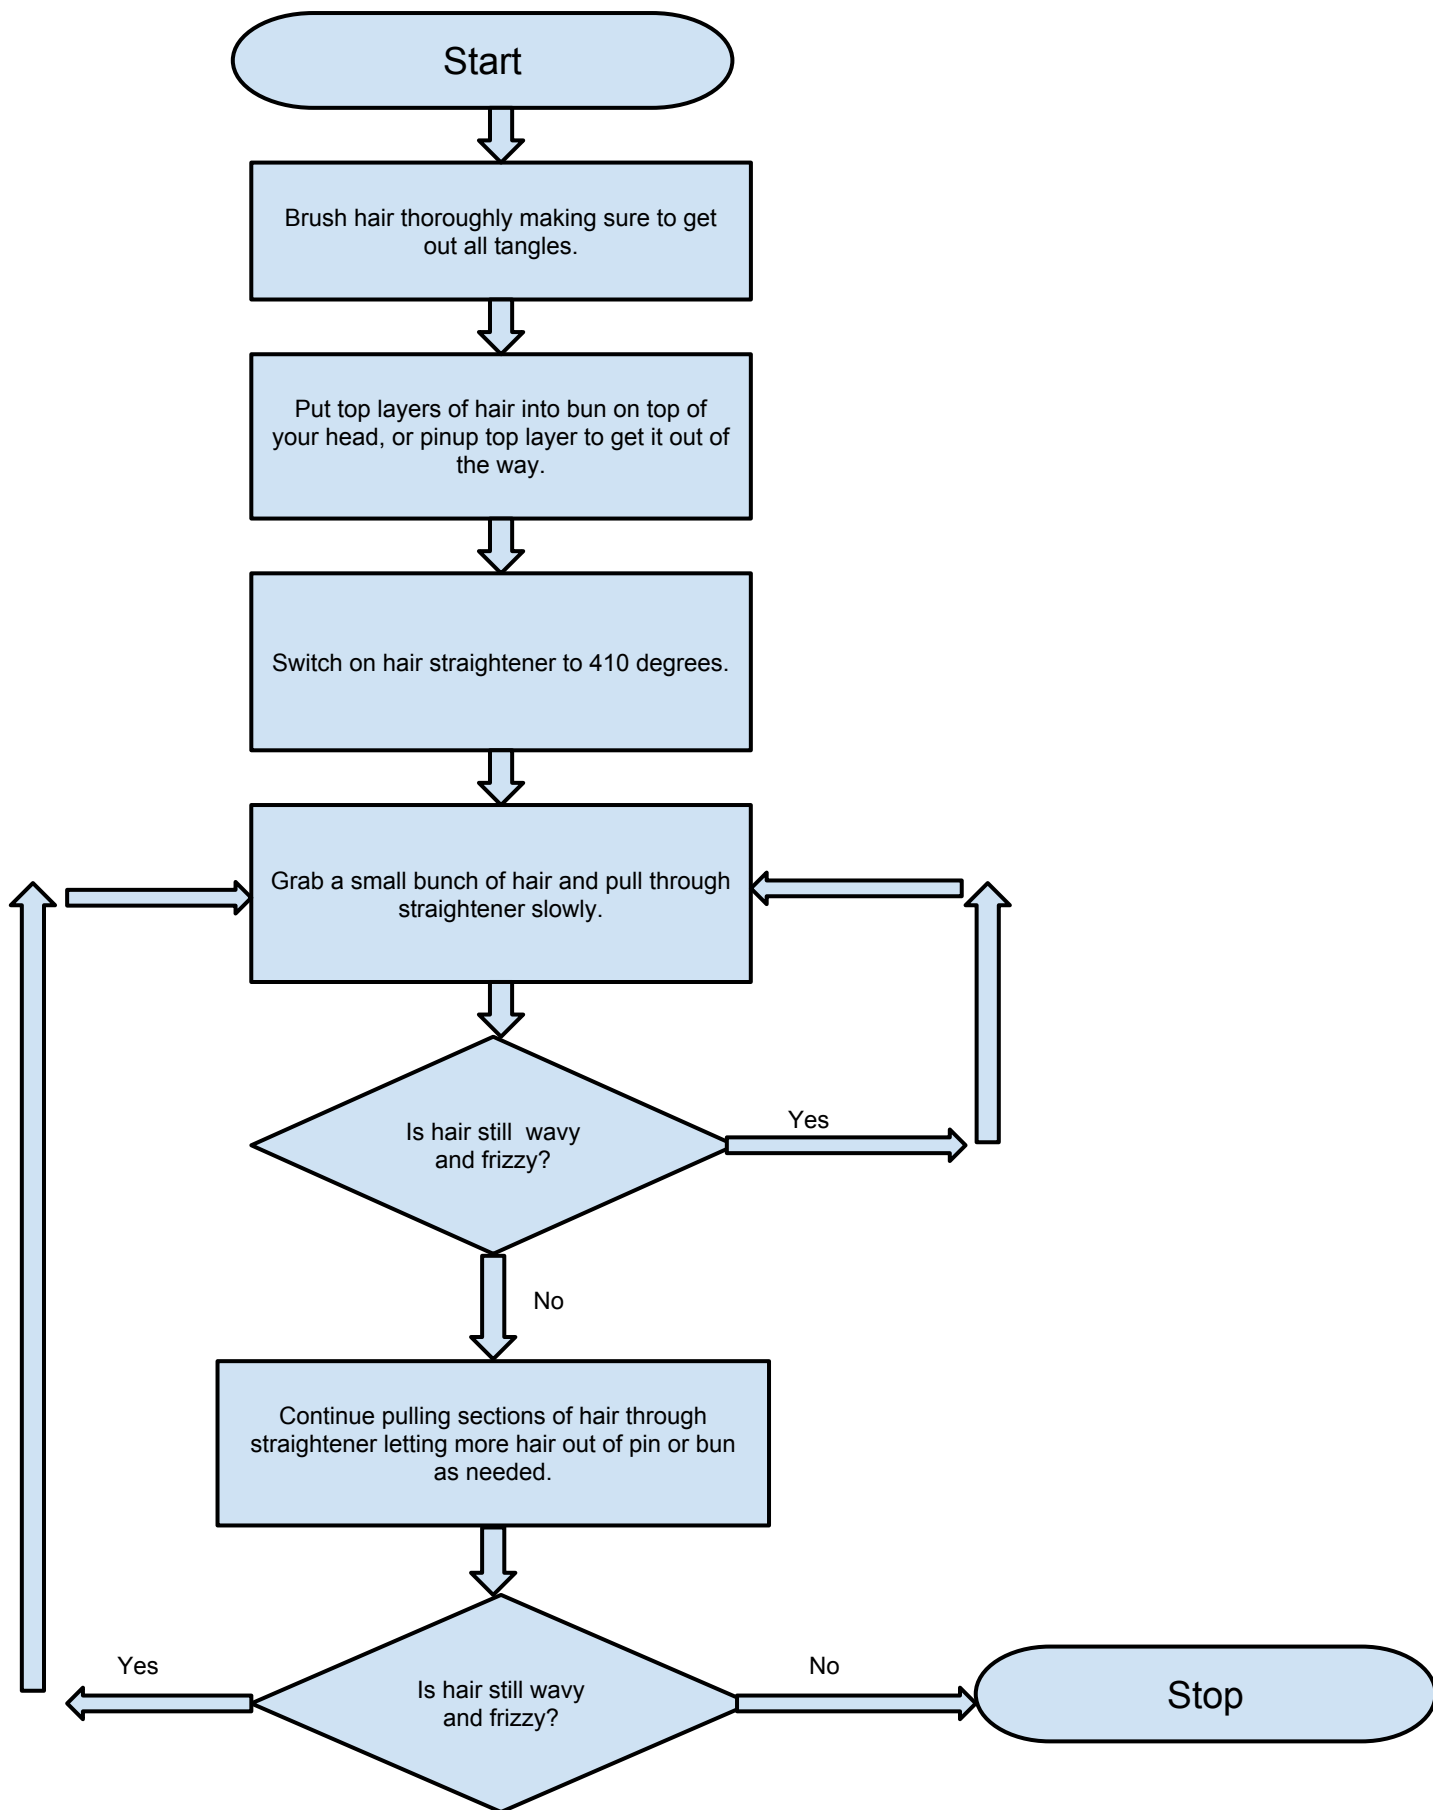 Start
Brush hair thoroughly making sure to get
out all tangles.
Put top layers of hair into bun on top of
your head, or pinup top layer to get it out of
the way.
Switch on hair straightener to 410 degrees.
Grab a small bunch of hair and pull through
straightener slowly.
Is hair still  wavy
and frizzy?
Yes
No
Continue pulling sections of hair through
straightener letting more hair out of pin or bun
as needed.
Yes
Is hair still wavy
and frizzy?
No
Stop